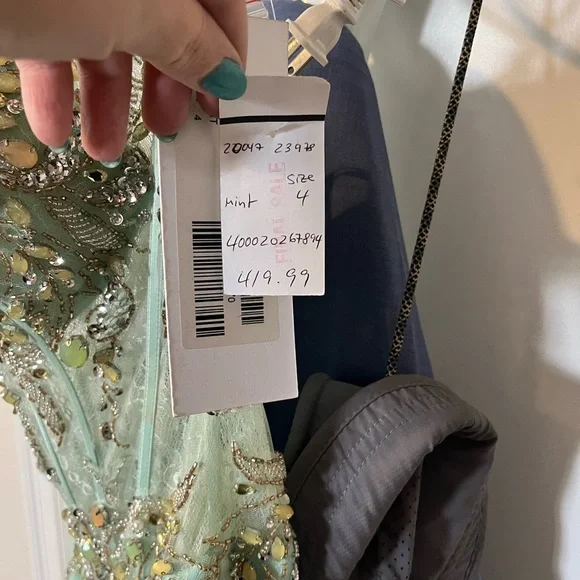 20047 23978
size
mint 4
400020267894
419.99
FINAL SALE